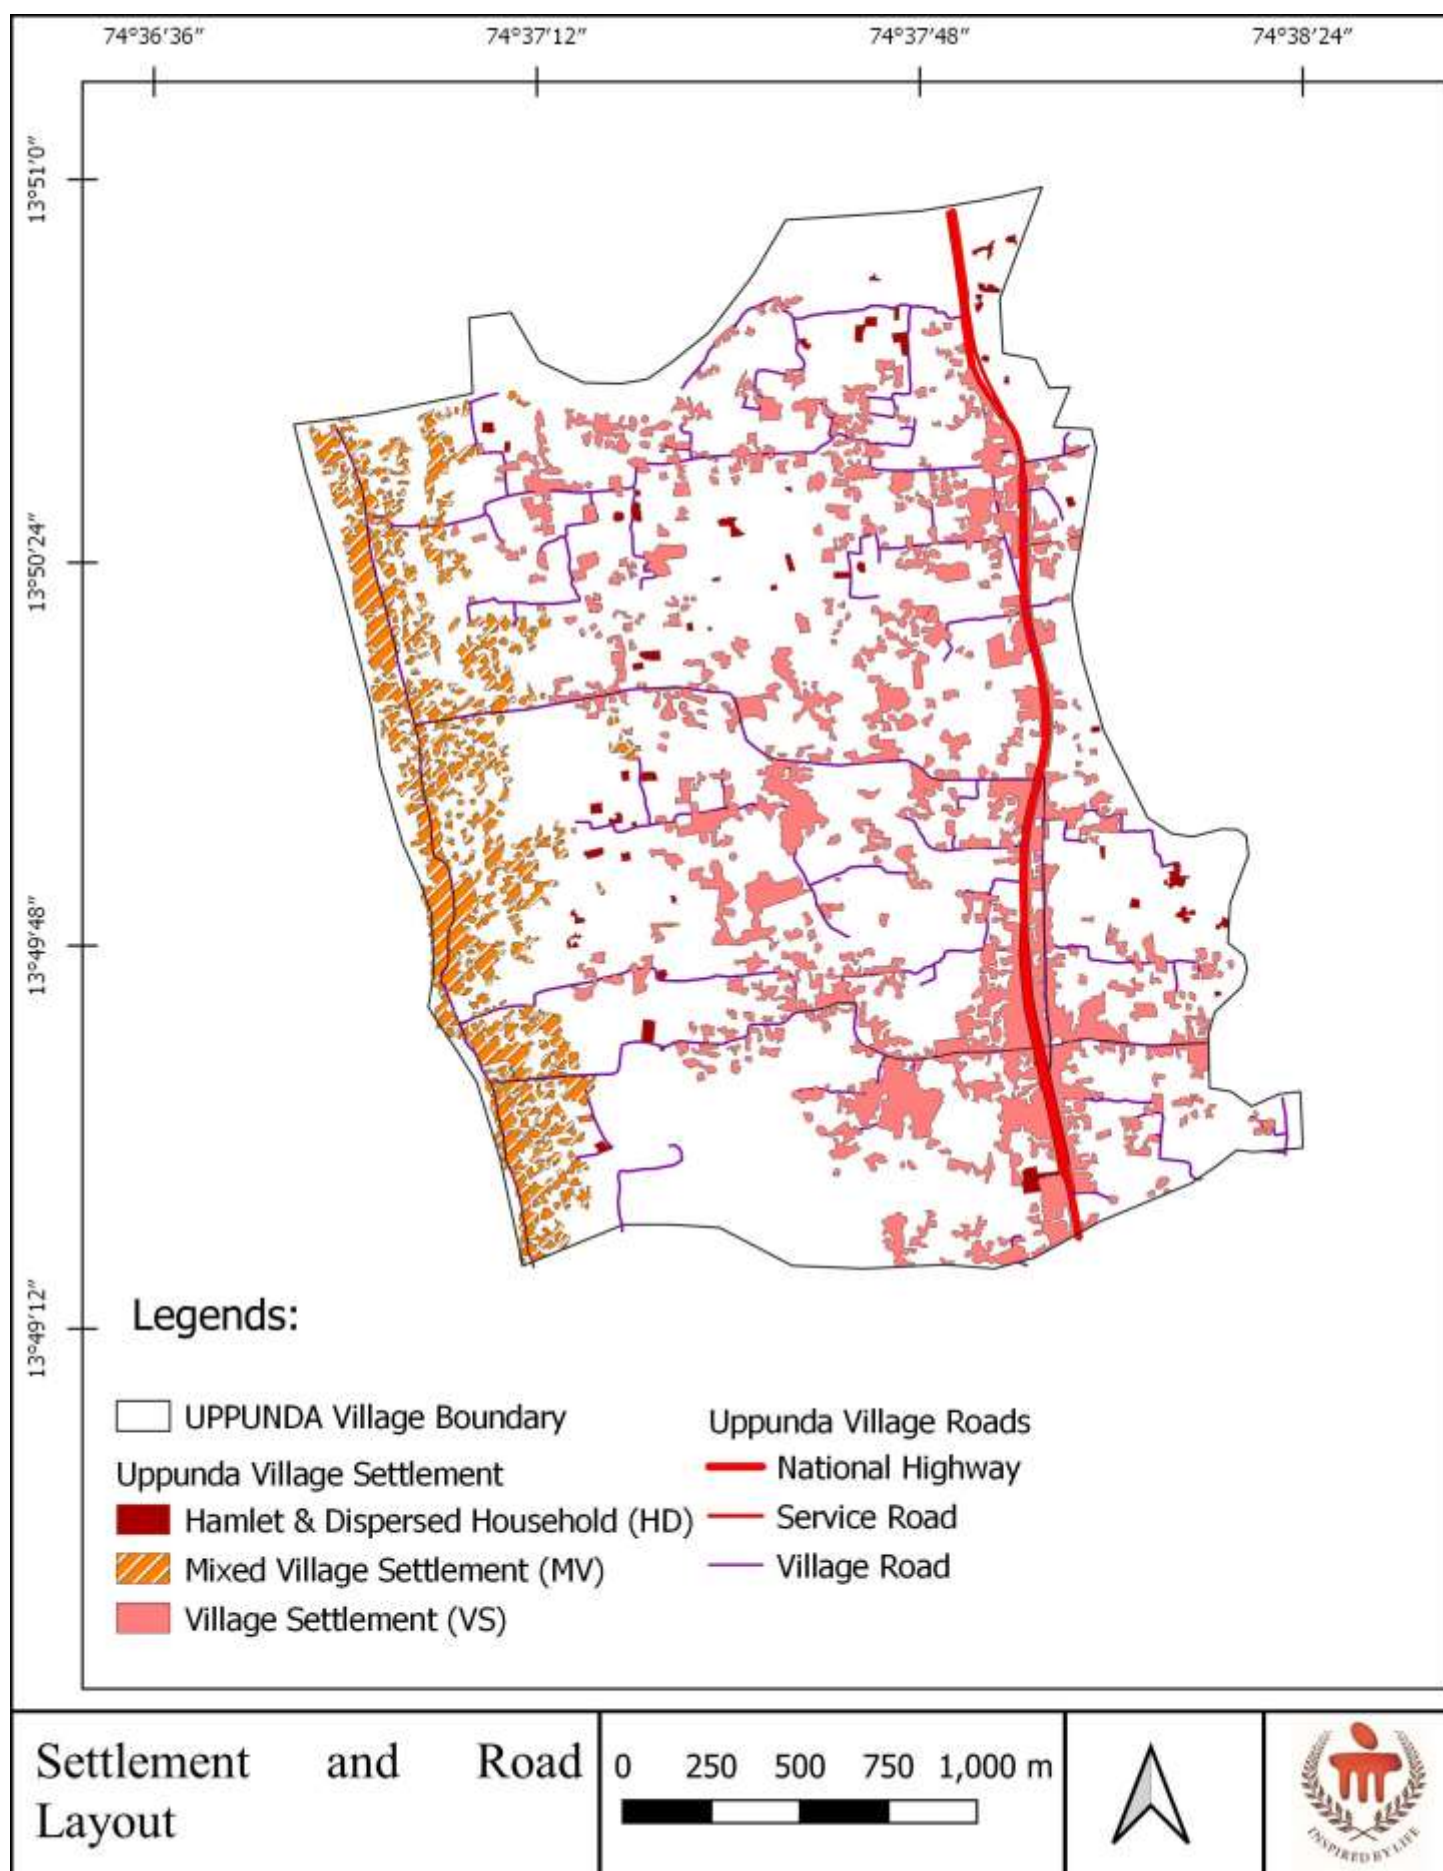 74°36'36"
74°37'12"
74°37'48"
74°38'24"
13°51'0"
13°50'24"
13°49'48"
13°49'12"
Legends:
UPPUNDA Village Boundary
Uppunda Village Settlement
Hamlet & Dispersed Household (HD)
Mixed Village Settlement (MV)
Village Settlement (VS)
Uppunda Village Roads
National Highway
Service Road
Village Road
Settlement and Road
Layout
0 250 500 750 1,000 m
INSPIRED BY LIFE